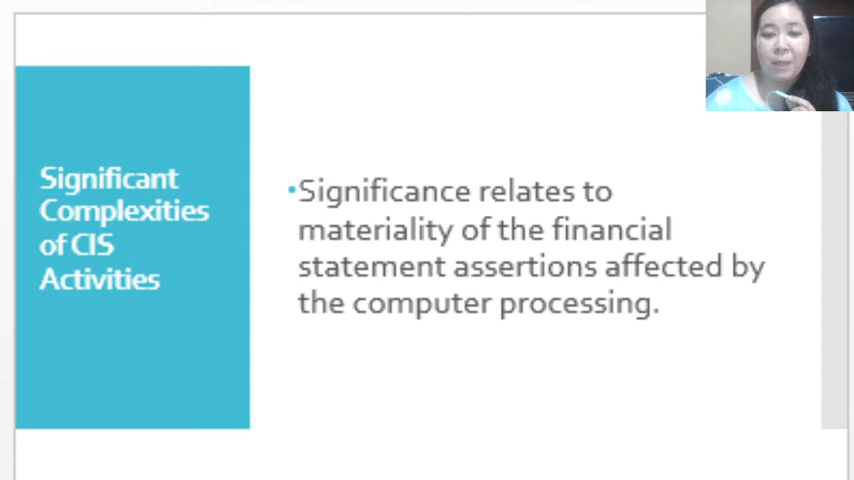 Significant
Complexities
of CIS
Activities
▪Significance relates to
materiality of the financial
statement assertions affected by
the computer processing.